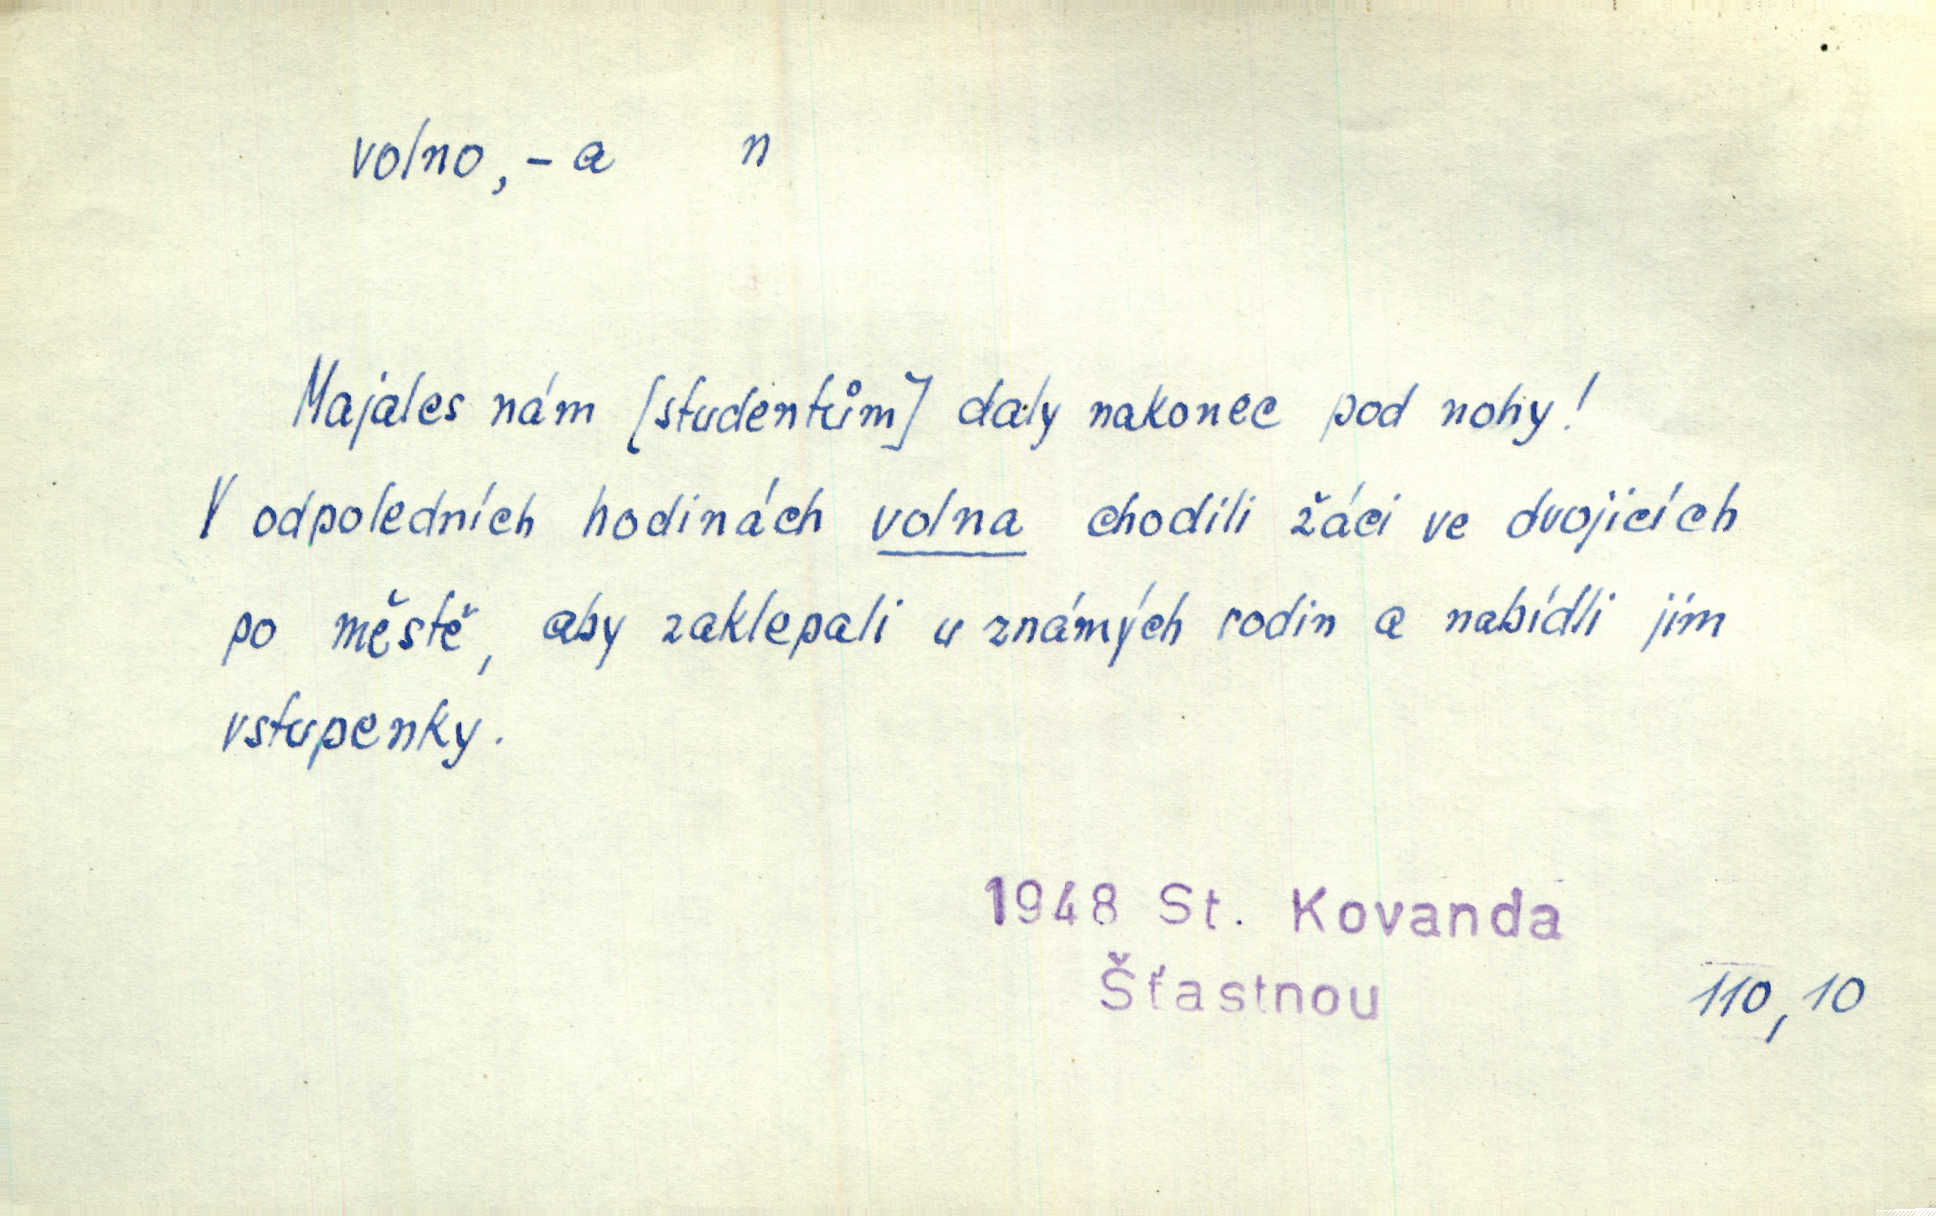 volno, -a n
Majales nám [studentům] daly nakonec pod nohy!
V odpoledních hodinách volna chodili žáci ve dvojicích
po městě, aby zaklepali u známých rodin a nabídli jim
vstupenky.
1948 St. Kovanda
Šťastnou 110,10